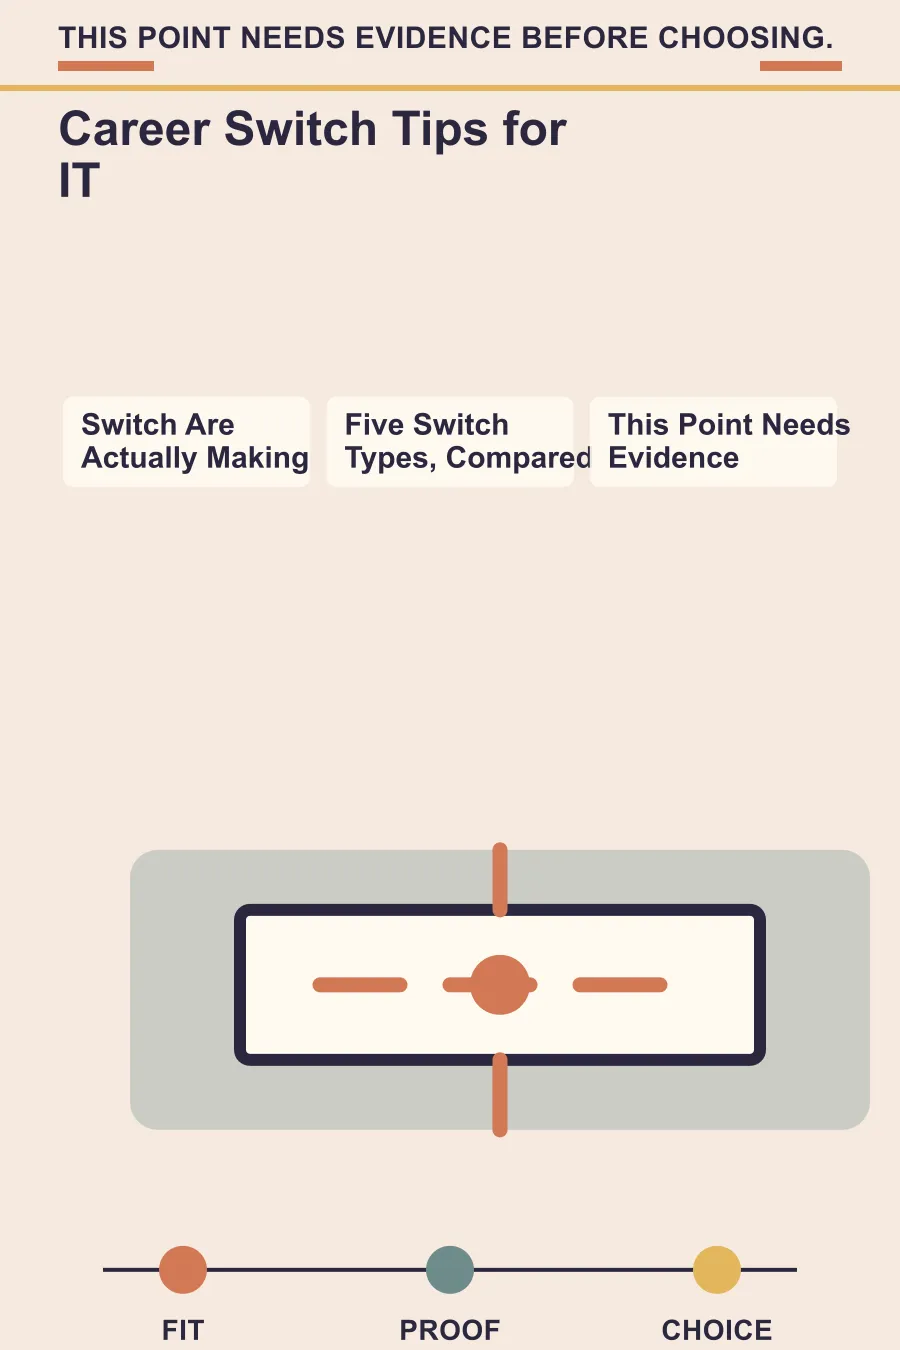 THIS POINT NEEDS EVIDENCE BEFORE CHOOSING.
Career Switch Tips for
IT
Switch Are
Actually Making
Five Switch
Types, Compared
This Point Needs
Evidence
FIT
PROOF
CHOICE